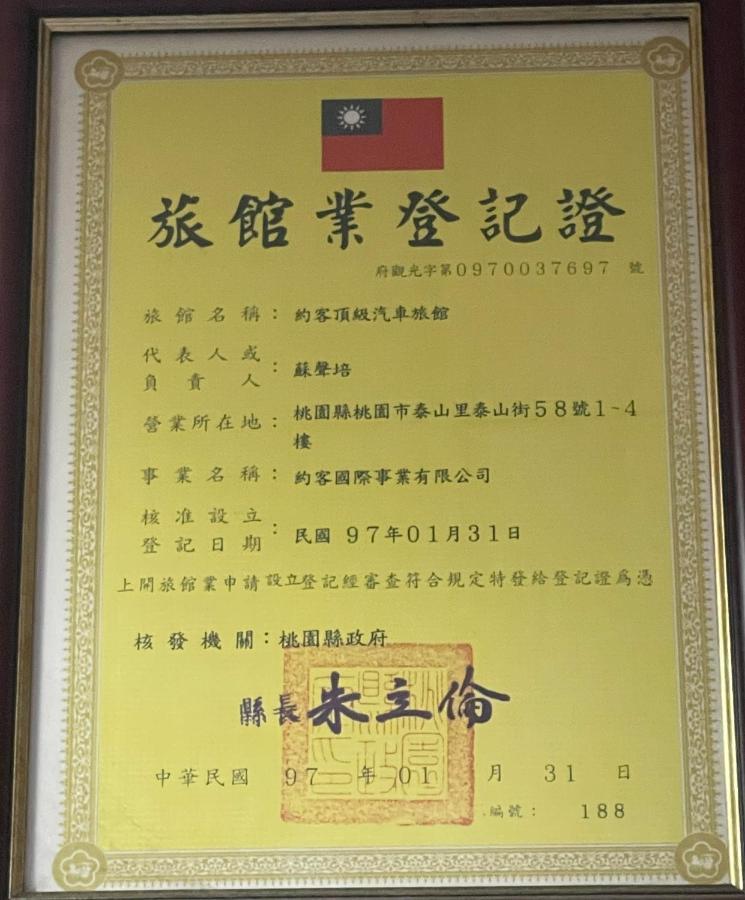 旅館業登記證
府觀光字第0970037697 號
旅館名稱：約客頂級汽車旅館
代表人或
負責人：蘇聲培
營業所在地：桃園縣桃園市泰山里泰山街58號1~4
樓
事業名稱：約客國際事業有限公司
核准設立
登記日期：民國 97年01月31日
上開旅館業申請設立登記經審查符合規定特發給登記證為憑
核發機關：桃園縣政府
縣長朱立倫
桃園縣政府印
中華民國 97 年 01 月 31 日
編號： 188